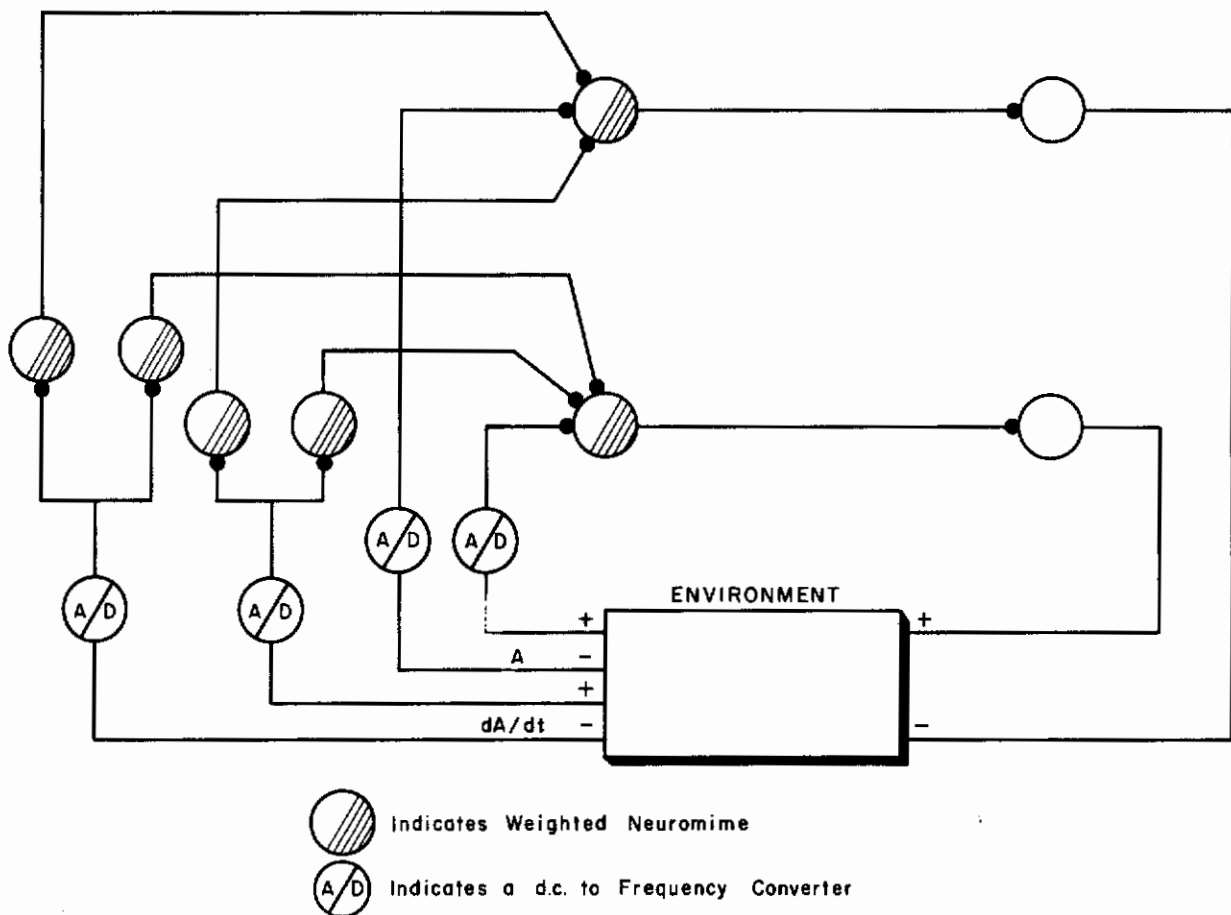 A/D A/D
A/D A/D
ENVIRONMENT
+ +
A -
+
dA/dt - -
Indicates Weighted Neuromime
A/D Indicates a d.c. to Frequency Converter